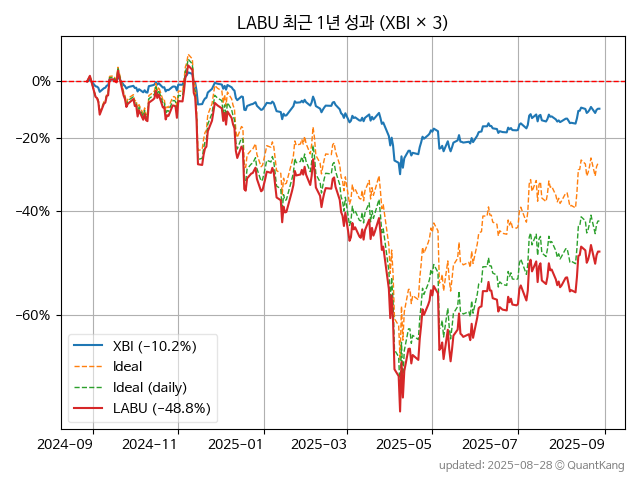 LABU 최근 1년 성과 (XBI × 3)
0%
−20%
−40%
−60%
XBI (−10.2%)
Ideal
Ideal (daily)
LABU (−48.8%)
2024-09 2024-11 2025-01 2025-03 2025-05 2025-07 2025-09
updated: 2025-08-28 © QuantKang